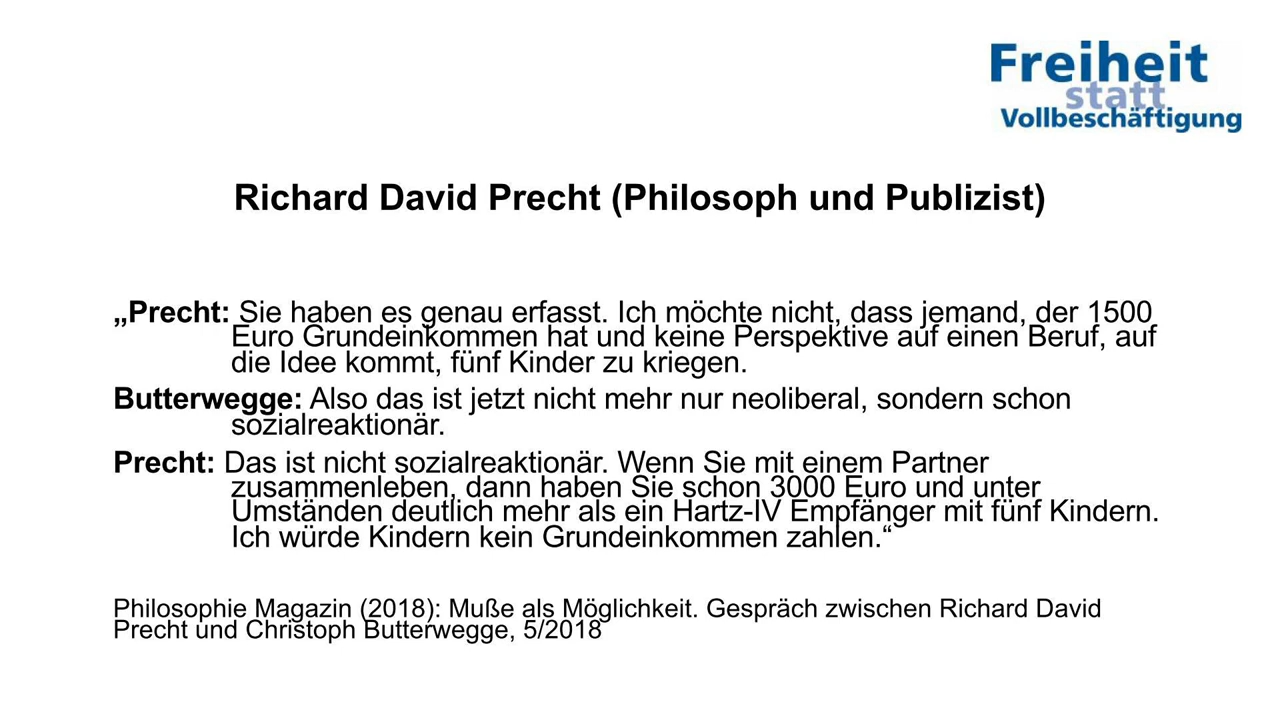 Freiheit
statt
Vollbeschäftigung
Richard David Precht (Philosoph und Publizist)
„Precht: Sie haben es genau erfasst. Ich möchte nicht, dass jemand, der 1500
Euro Grundeinkommen hat und keine Perspektive auf einen Beruf, auf
die Idee kommt, fünf Kinder zu kriegen.
Butterwegge: Also das ist jetzt nicht mehr nur neoliberal, sondern schon
sozialreaktionär.
Precht: Das ist nicht sozialreaktionär. Wenn Sie mit einem Partner
zusammenleben, dann haben Sie schon 3000 Euro und unter
Umständen deutlich mehr als ein Hartz-IV Empfänger mit fünf Kindern.
Ich würde Kindern kein Grundeinkommen zahlen.“
Philosophie Magazin (2018): Muße als Möglichkeit. Gespräch zwischen Richard David
Precht und Christoph Butterwegge, 5/2018